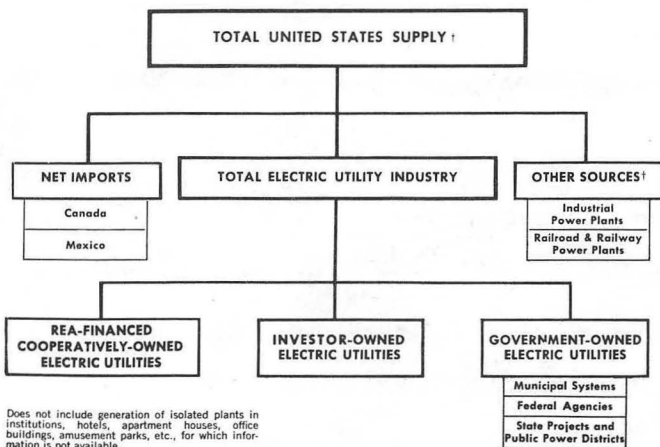 TOTAL UNITED STATES SUPPLY †
NET IMPORTS
Canada
Mexico
TOTAL ELECTRIC UTILITY INDUSTRY
OTHER SOURCES†
Industrial
Power Plants
Railroad & Railway
Power Plants
REA-FINANCED
COOPERATIVELY-OWNED
ELECTRIC UTILITIES
INVESTOR-OWNED
ELECTRIC UTILITIES
GOVERNMENT-OWNED
ELECTRIC UTILITIES
Municipal Systems
Federal Agencies
State Projects and
Public Power Districts
Does not include generation of isolated plants in
institutions, hotels, apartment houses, office
buildings, amusement parks, etc., for which infor-
mation is not available.